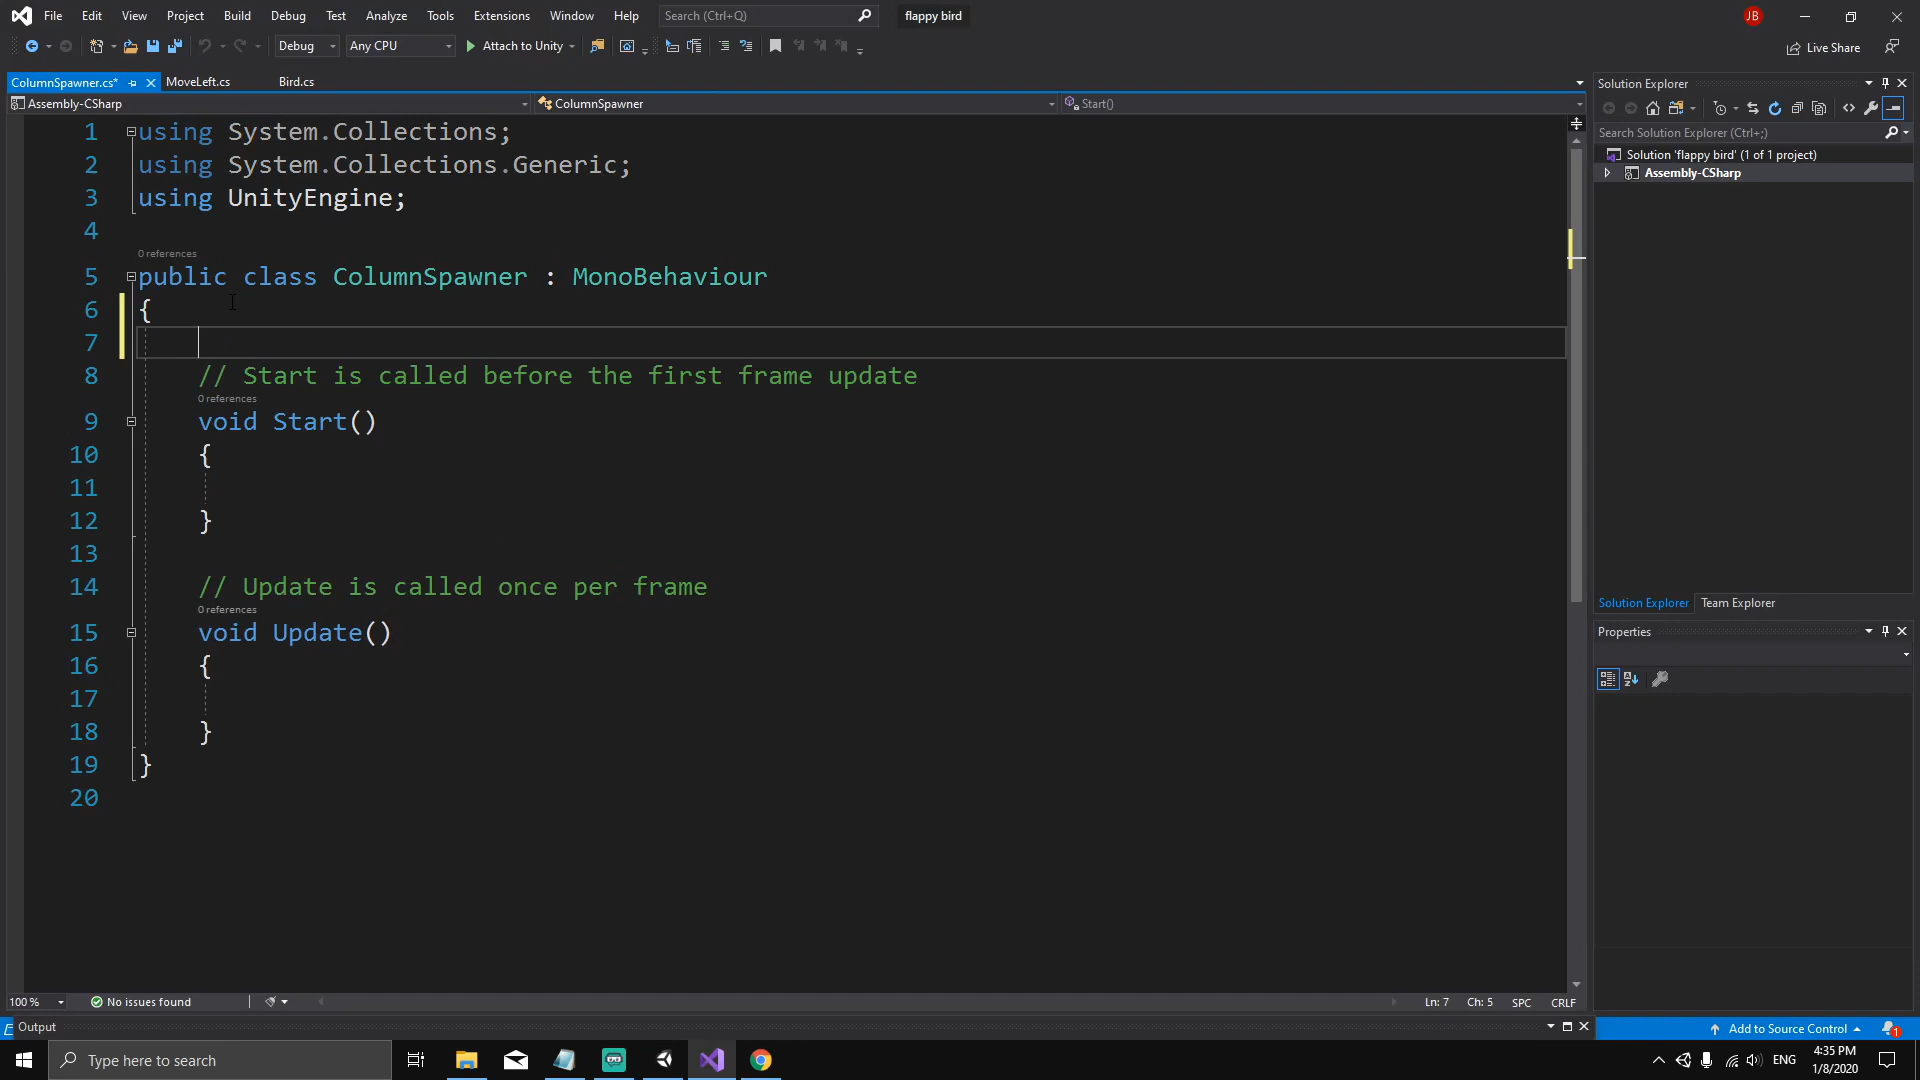 File Edit View Project Build Debug Test Analyze Tools Extensions Window Help Search (Ctrl+Q) flappy bird JB
Debug Any CPU Attach to Unity Live Share
ColumnSpawner.cs* MoveLeft.cs Bird.cs
Assembly-CSharp ColumnSpawner Start()
1 using System.Collections;
2 using System.Collections.Generic;
3 using UnityEngine;
4
0 references
5 public class ColumnSpawner : MonoBehaviour
6 {
7
8 // Start is called before the first frame update
0 references
9 void Start()
10 {
11
12 }
13
14 // Update is called once per frame
0 references
15 void Update()
16 {
17
18 }
19 }
20
100 % No issues found Ln: 7 Ch: 5 SPC CRLF
Output
Solution Explorer
Search Solution Explorer (Ctrl+;)
Solution 'flappy bird' (1 of 1 project)
Assembly-CSharp
Solution Explorer Team Explorer
Properties
Add to Source Control 1
Type here to search
ENG 4:35 PM
1/8/2020